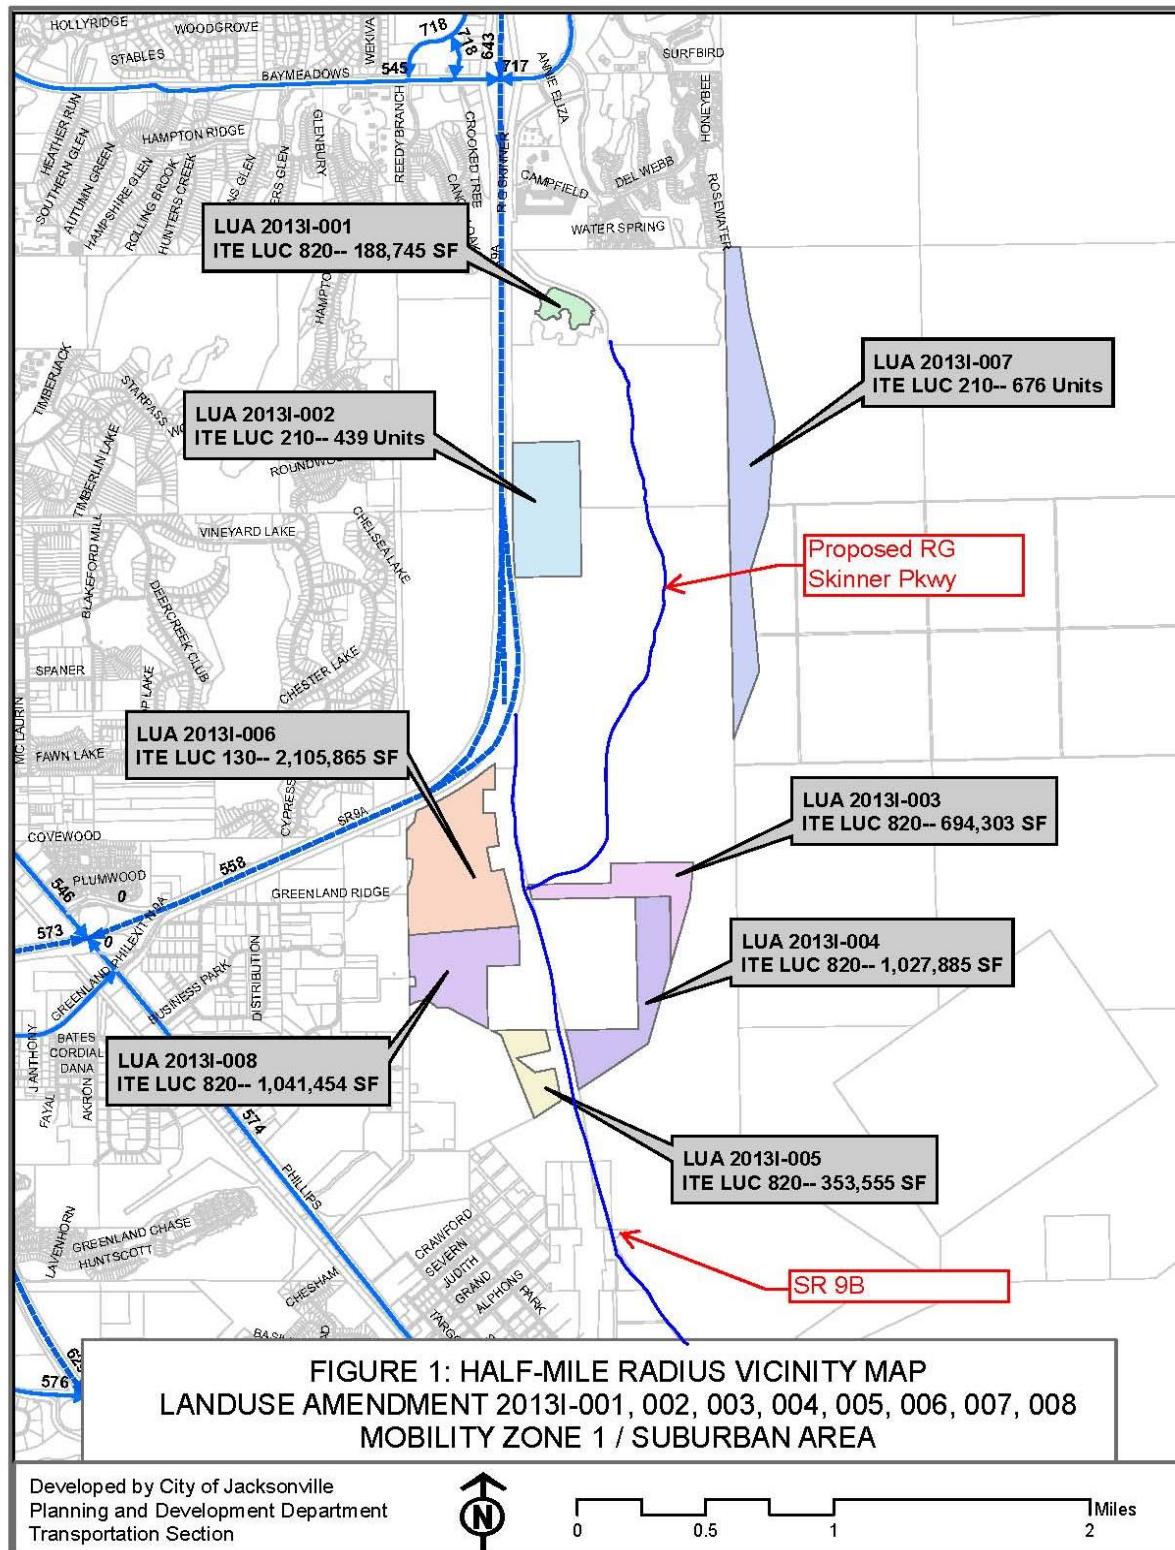 HOLLYRIDGE
WOODGROVE
WEKIVA
718
718
643
SURFBIRD
STABLES
BAYMEADOWS
545
717
ANNIE ELIZA
HONEYBEE
HEATHER RUN
SOUTHERN GLEN
AUTUMN GREEN
HAMPSHIRE GLEN
ROLLING BROOK
HUNTERS CREEK
HAMPTON RIDGE
GLENBURY
REEDY BRANCH
CROOKED TREE
R G SKINNER
CAMPFIELD
DEL WEBB
ROSEWATER
WATER SPRING
LUA 2013I-001
ITE LUC 820-- 188,745 SF
LUA 2013I-007
ITE LUC 210-- 676 Units
TIMBERJACK
STARPASS
TIMBERLIN LAKE
LUA 2013I-002
ITE LUC 210-- 439 Units
VINEYARD LAKE
CHELSEA LAKE
BLAKEFORD MILL
DEERCREEK CLUB
Proposed RG
Skinner Pkwy
SPANER
CHESTER LAKE
MC LAURIN
FAWN LAKE
LUA 2013I-006
ITE LUC 130-- 2,105,865 SF
LUA 2013I-003
ITE LUC 820-- 694,303 SF
COVEWOOD
SR9A
PLUMWOOD
0
558
546
GREENLAND RIDGE
573
0
LUA 2013I-004
ITE LUC 820-- 1,027,885 SF
BUSINESS PARK
DISTRIBUTION
J ANTHONY
BATES
CORDIAL
DANA
FAYAL
AKRON
LUA 2013I-008
ITE LUC 820-- 1,041,454 SF
574
PHILLIPS
LUA 2013I-005
ITE LUC 820-- 353,555 SF
LAVENHORN
GREENLAND CHASE
HUNTSCOTT
CHESHAM
CRAWFORD
SEVERN
JUDITH
GRAND
ALPHONS
PARK
SR 9B
576
FIGURE 1: HALF-MILE RADIUS VICINITY MAP
LANDUSE AMENDMENT 2013I-001, 002, 003, 004, 005, 006, 007, 008
MOBILITY ZONE 1 / SUBURBAN AREA
Developed by City of Jacksonville
Planning and Development Department
Transportation Section
N
Miles
0
0.5
1
2